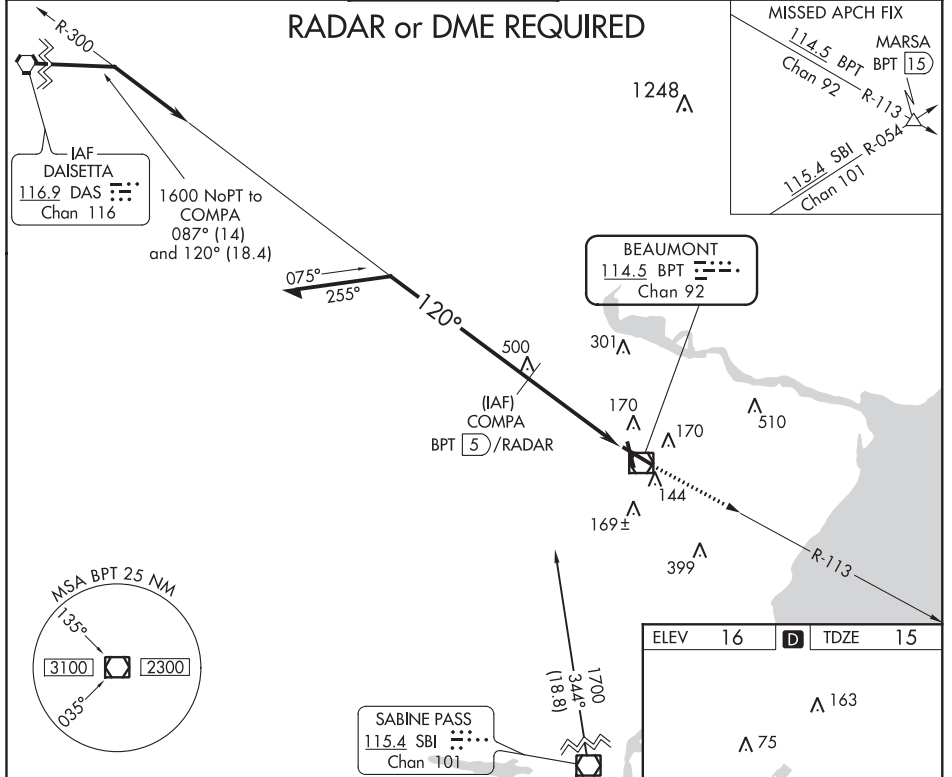 RADAR or DME REQUIRED
R-300
IAF
DAISETTA
116.9 DAS
Chan 116
1600 NoPT to
COMPA
087° (14)
and 120° (18.4)
1248
MISSED APCH FIX
114.5 BPT
Chan 92
R-113
MARSA
BPT 15
115.4 SBI
Chan 101
R-054
075°
255°
120°
BEAUMONT
114.5 BPT
Chan 92
500
301
(IAF)
COMPA
BPT 5 /RADAR
170
170
510
144
169±
399
R-113
MSA BPT 25 NM
135°
3100
2300
035°
1700
344°
(18.8)
SABINE PASS
115.4 SBI
Chan 101
ELEV 16 D TDZE 15
163
75